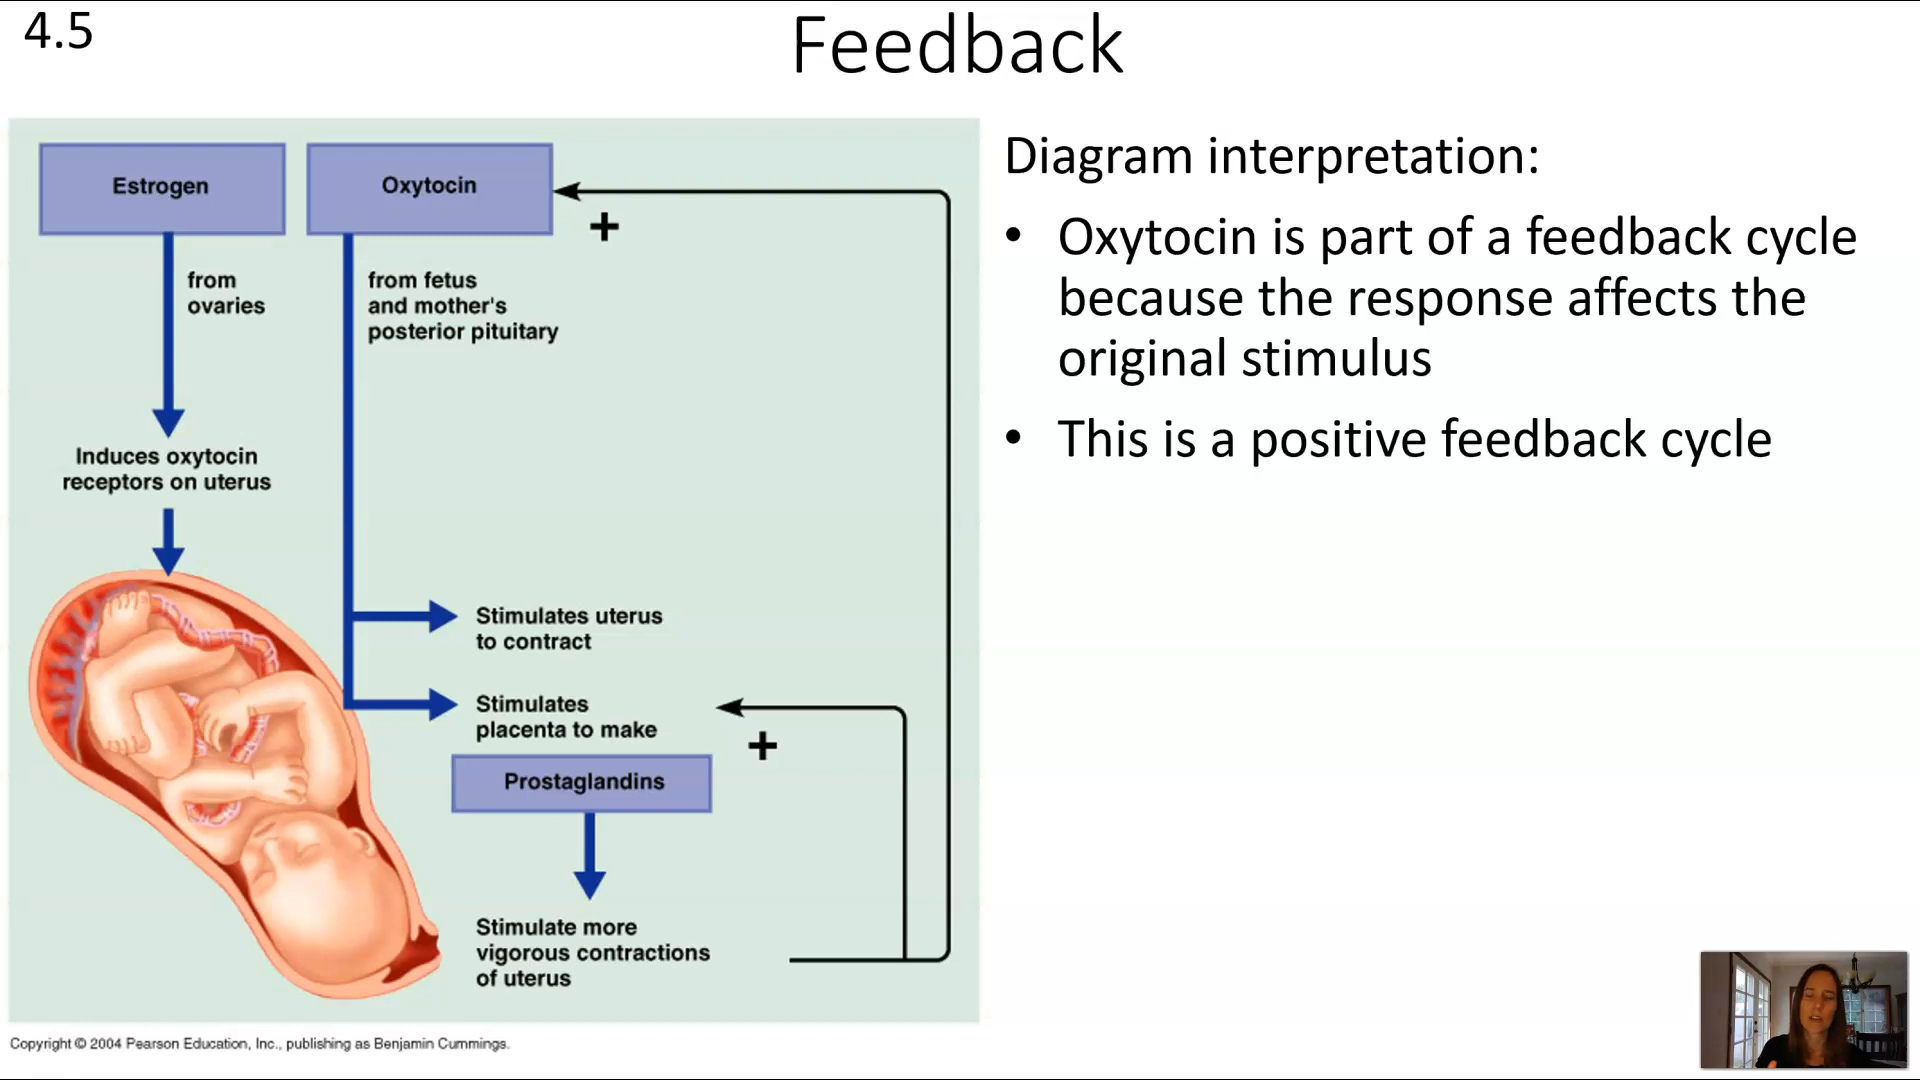 4.5
Feedback
Estrogen
Oxytocin
+
from
ovaries
from fetus
and mother's
posterior pituitary
Induces oxytocin
receptors on uterus
Stimulates uterus
to contract
Stimulates
placenta to make
+
Prostaglandins
Stimulate more
vigorous contractions
of uterus
Copyright © 2004 Pearson Education, Inc., publishing as Benjamin Cummings.
Diagram interpretation:
• Oxytocin is part of a feedback cycle
because the response affects the
original stimulus
• This is a positive feedback cycle